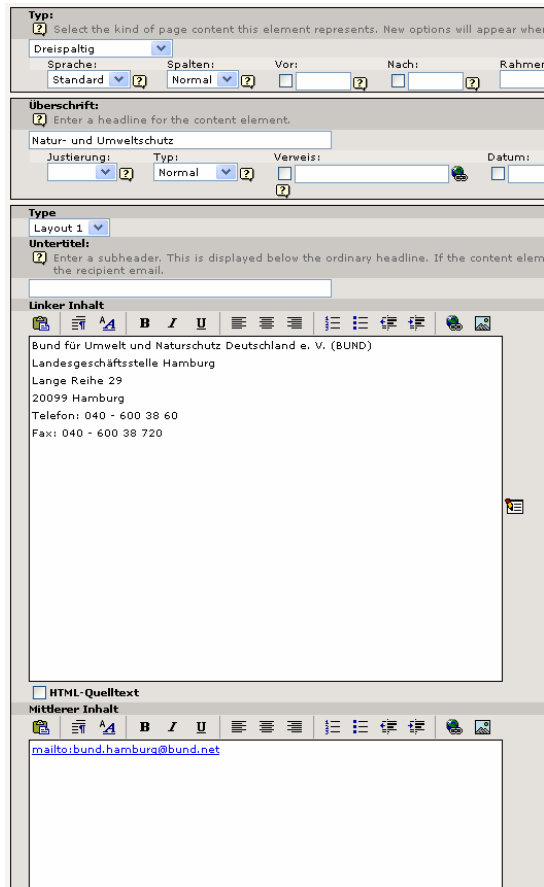 Typ:
Select the kind of page content this element represents. New options will appear when
Dreispaltig
Sprache: Spalten: Vor: Nach: Rahmen
Standard Normal
Überschrift:
Enter a headline for the content element.
Natur- und Umweltschutz
Justierung: Typ: Verweis: Datum:
Normal
Type
Layout 1
Untertitel:
Enter a subheader. This is displayed below the ordinary headline. If the content elem
the recipient email.
Linker Inhalt
B I U
Bund für Umwelt und Naturschutz Deutschland e. V. (BUND)
Landesgeschäftsstelle Hamburg
Lange Reihe 29
20099 Hamburg
Telefon: 040 - 600 38 60
Fax: 040 - 600 38 720
HTML-Quelltext
Mittlerer Inhalt
B I U
mailto:bund.hamburg@bund.net